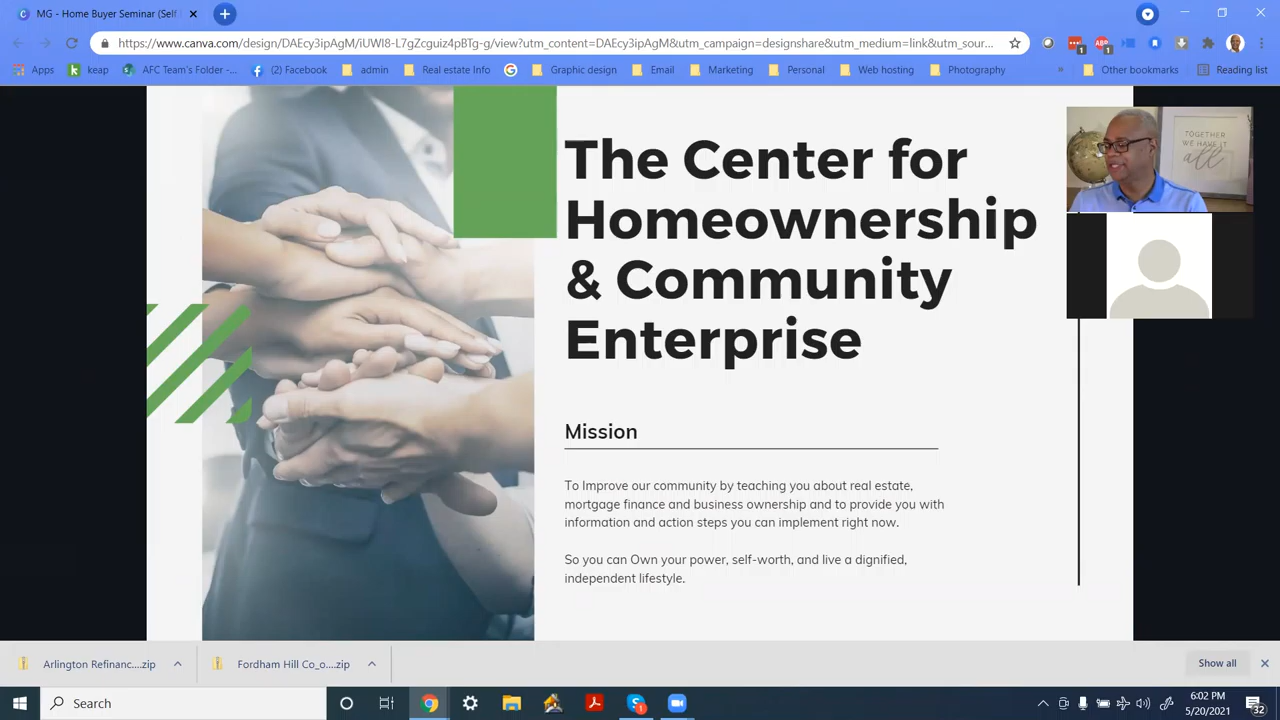 MG - Home Buyer Seminar (Self
https://www.canva.com/design/DAEcy3ipAgM/iUWI8-L7gZcguiz4pBTg-g/view?utm_content=DAEcy3ipAgM&utm_campaign=designshare&utm_medium=link&utm_sour...
Apps keap AFC Team's Folder -... (2) Facebook admin Real estate Info Graphic design Email Marketing Personal Web hosting Photography » Other bookmarks Reading list
The Center for
Homeownership
& Community
Enterprise
TOGETHER
WE HAVE IT
all
Mission
To Improve our community by teaching you about real estate,
mortgage finance and business ownership and to provide you with
information and action steps you can implement right now.
So you can Own your power, self-worth, and live a dignified,
independent lifestyle.
Arlington Refinanc....zip Fordham Hill Co_o....zip Show all
Search
6:02 PM
5/20/2021
32